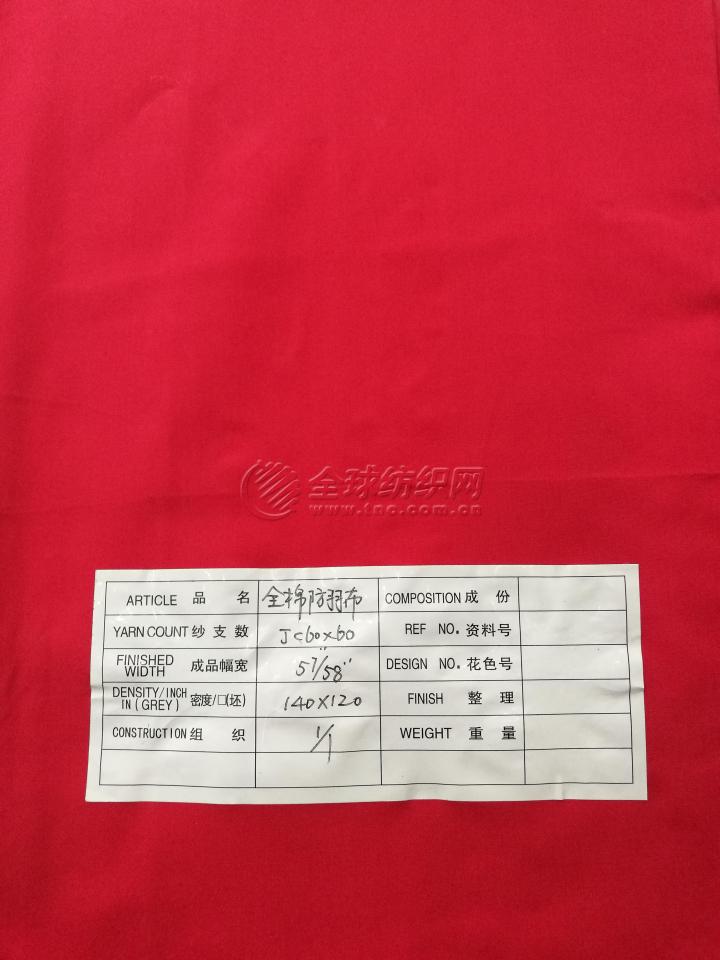 全球纺织网
www.tnc.com.cn
ARTICLE 品 名 全棉防羽布 COMPOSITION 成 份
YARN COUNT 纱支数 JC60×60 REF NO. 资料号
FINISHED WIDTH 成品幅宽 57"/58" DESIGN NO. 花色号
DENSITY/INCH IN(GREY) 密度/□(坯) 140×120 FINISH 整 理
CONSTRUCTION 组 织 1/1 WEIGHT 重 量